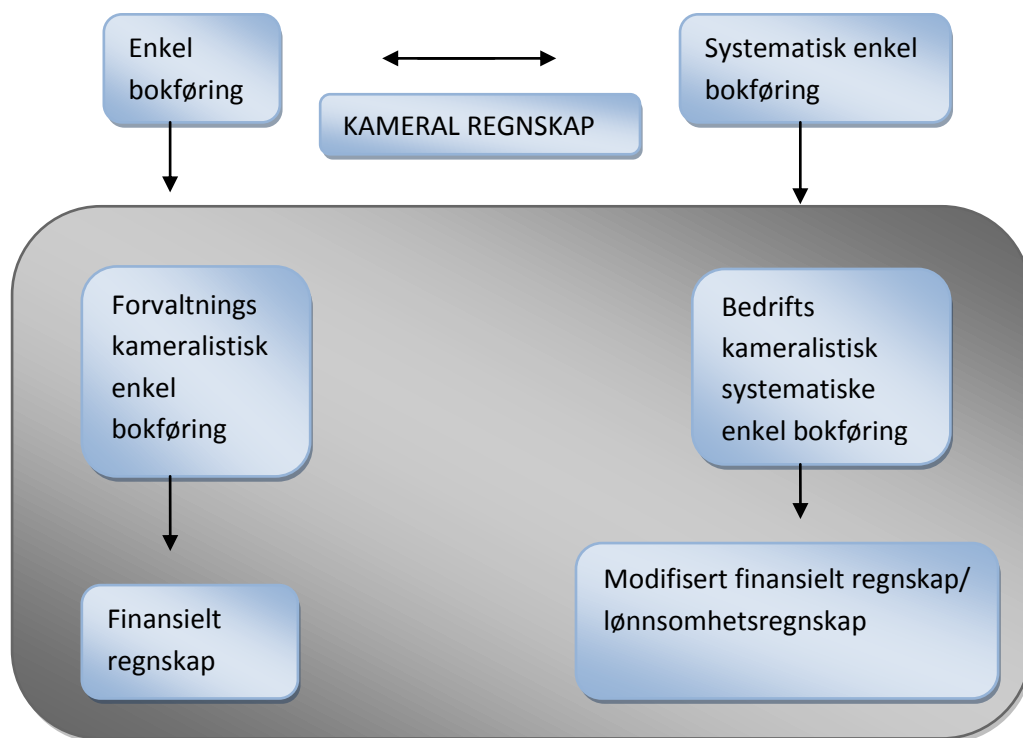 Enkel
bokføring
Systematisk enkel
bokføring
KAMERAL REGNSKAP
Forvaltnings
kameralistisk
enkel
bokføring
Bedrifts
kameralistisk
systematiske
enkel bokføring
Finansielt
regnskap
Modifisert finansielt regnskap/
lønnsomhetsregnskap